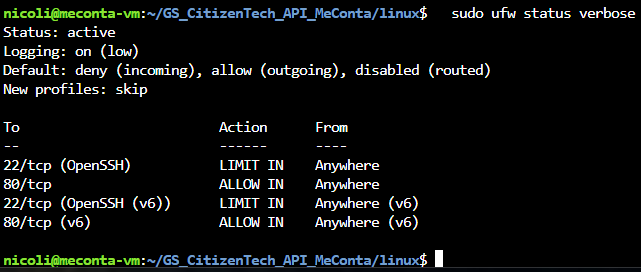 nicoli@meconta-vm:~/GS_CitizenTech_API_MeConta/linux$   sudo ufw status verbose
Status: active
Logging: on (low)
Default: deny (incoming), allow (outgoing), disabled (routed)
New profiles: skip

To                         Action      From
--                         ------      ----
22/tcp (OpenSSH)           LIMIT IN    Anywhere
80/tcp                     ALLOW IN    Anywhere
22/tcp (OpenSSH (v6))      LIMIT IN    Anywhere (v6)
80/tcp (v6)                ALLOW IN    Anywhere (v6)

nicoli@meconta-vm:~/GS_CitizenTech_API_MeConta/linux$